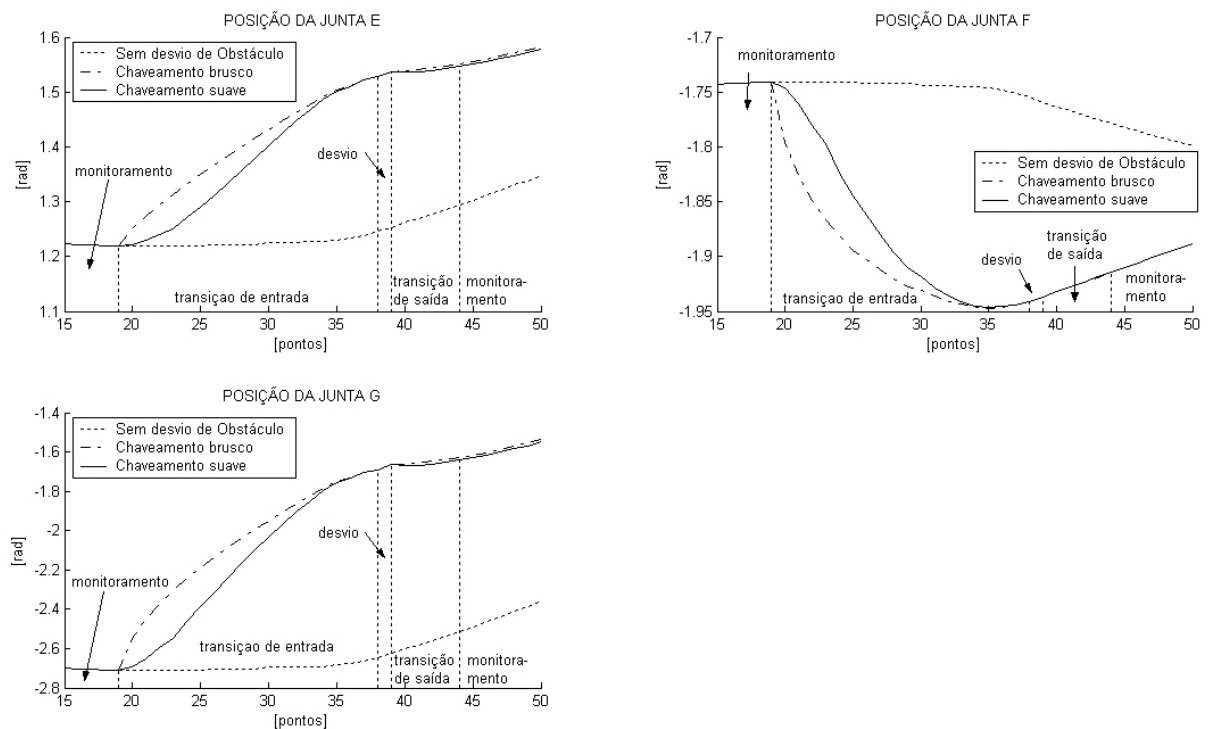 POSIÇÃO DA JUNTA E
1.6
1.5
1.4
1.3
1.2
1.1
[rad]
Sem desvio de Obstáculo
Chaveamento brusco
Chaveamento suave
monitoramento
desvio
transiçao de entrada
transição
de saída
monitora-
mento
15 20 25 30 35 40 45 50
[pontos]
POSIÇÃO DA JUNTA F
-1.7
-1.75
-1.8
-1.85
-1.9
-1.95
[rad]
monitoramento
Sem desvio de Obstáculo
Chaveamento brusco
Chaveamento suave
transição
de saída
desvio
monitora-
mento
transiçao de entrada
15 20 25 30 35 40 45 50
[pontos]
POSIÇÃO DA JUNTA G
-1.4
-1.6
-1.8
-2
-2.2
-2.4
-2.6
-2.8
[rad]
Sem desvio de Obstáculo
Chaveamento brusco
Chaveamento suave
desvio
monitoramento
transiçao de entrada
transição
de saída
monitora-
mento
15 20 25 30 35 40 45 50
[pontos]